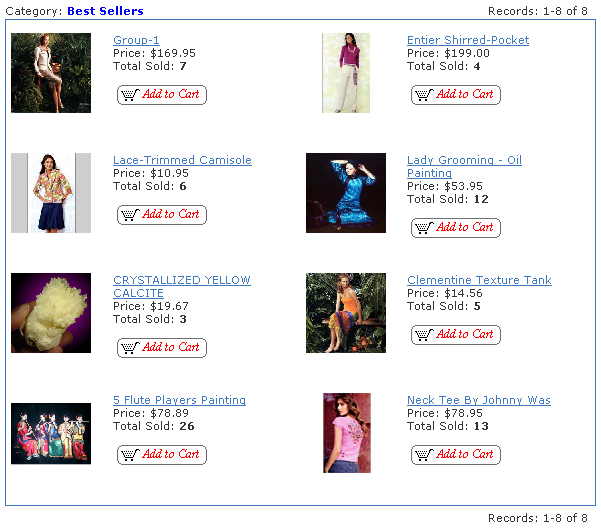 Category: Best Sellers
Records: 1-8 of 8
Group-1
Price: $169.95
Total Sold: 7
Add to Cart
Entier Shirred-Pocket
Price: $199.00
Total Sold: 4
Add to Cart
Lace-Trimmed Camisole
Price: $10.95
Total Sold: 6
Add to Cart
Lady Grooming - Oil
Painting
Price: $53.95
Total Sold: 12
Add to Cart
CRYSTALLIZED YELLOW
CALCITE
Price: $19.67
Total Sold: 3
Add to Cart
Clementine Texture Tank
Price: $14.56
Total Sold: 5
Add to Cart
5 Flute Players Painting
Price: $78.89
Total Sold: 26
Add to Cart
Neck Tee By Johnny Was
Price: $78.95
Total Sold: 13
Add to Cart
Records: 1-8 of 8